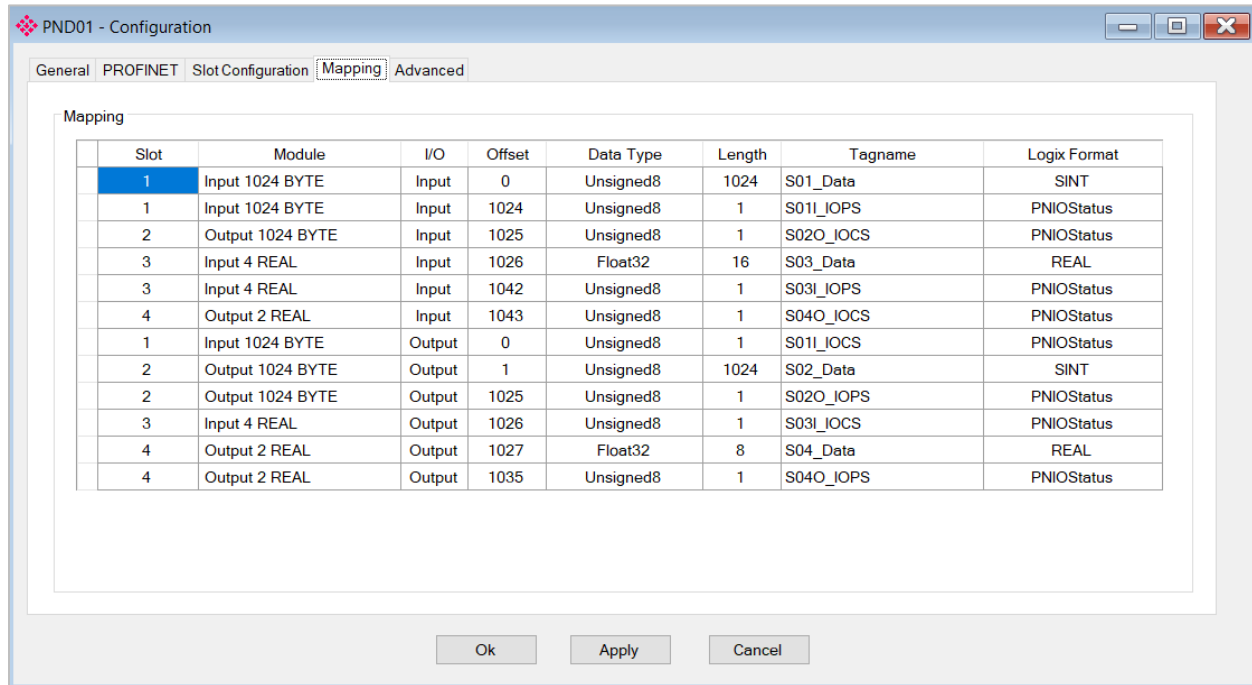 PND01 - Configuration
General PROFINET Slot Configuration Mapping Advanced
Mapping
Slot Module I/O Offset Data Type Length Tagname Logix Format
1 Input 1024 BYTE Input 0 Unsigned8 1024 S01_Data SINT
1 Input 1024 BYTE Input 1024 Unsigned8 1 S01I_IOPS PNIOStatus
2 Output 1024 BYTE Input 1025 Unsigned8 1 S02O_IOCS PNIOStatus
3 Input 4 REAL Input 1026 Float32 16 S03_Data REAL
3 Input 4 REAL Input 1042 Unsigned8 1 S03I_IOPS PNIOStatus
4 Output 2 REAL Input 1043 Unsigned8 1 S04O_IOCS PNIOStatus
1 Input 1024 BYTE Output 0 Unsigned8 1 S01I_IOCS PNIOStatus
2 Output 1024 BYTE Output 1 Unsigned8 1024 S02_Data SINT
2 Output 1024 BYTE Output 1025 Unsigned8 1 S02O_IOPS PNIOStatus
3 Input 4 REAL Output 1026 Unsigned8 1 S03I_IOCS PNIOStatus
4 Output 2 REAL Output 1027 Float32 8 S04_Data REAL
4 Output 2 REAL Output 1035 Unsigned8 1 S04O_IOPS PNIOStatus
Ok Apply Cancel